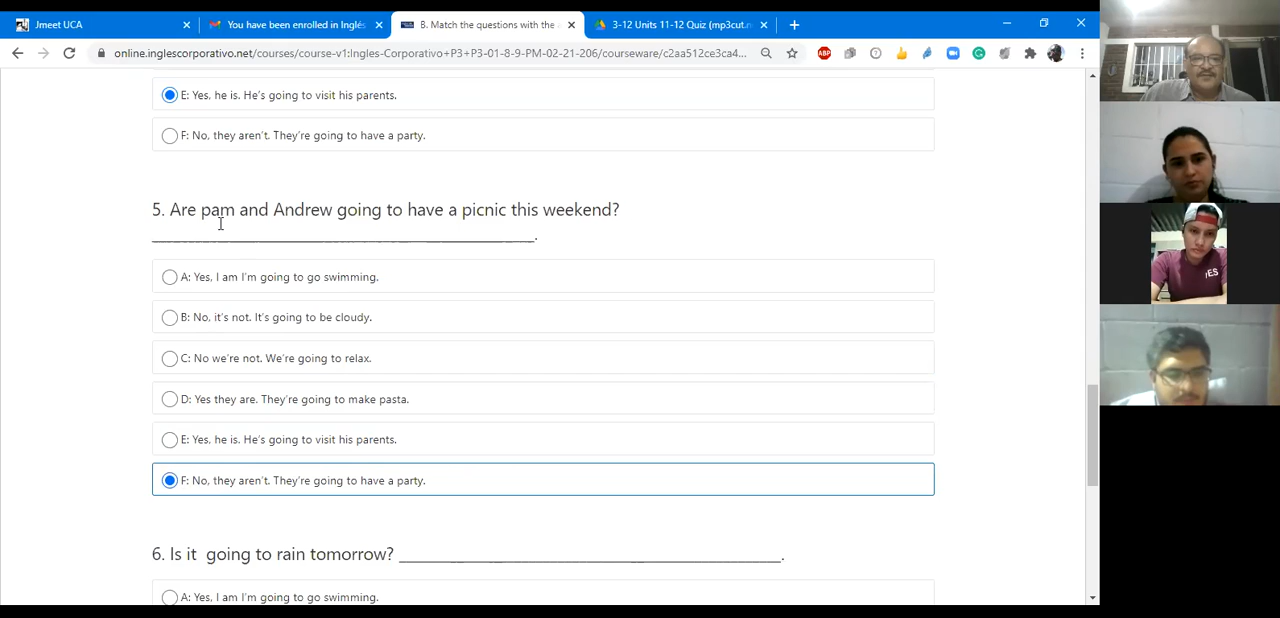 Jmeet UCA
You have been enrolled in Inglés
B. Match the questions with the
3-12 Units 11-12 Quiz (mp3cut.n
online.inglescorporativo.net/courses/course-v1:Ingles-Corporativo+P3+P3-01-8-9-PM-02-21-206/courseware/c2aa512ce3ca4...
ABP
E: Yes, he is. He's going to visit his parents.
F: No, they aren't. They're going to have a party.
5. Are pam and Andrew going to have a picnic this weekend?
______________________________________________.
A: Yes, I am I'm going to go swimming.
B: No, it's not. It's going to be cloudy.
C: No we're not. We're going to relax.
D: Yes they are. They're going to make pasta.
E: Yes, he is. He's going to visit his parents.
F: No, they aren't. They're going to have a party.
6. Is it going to rain tomorrow? ______________________________________________.
A: Yes, I am I'm going to go swimming.